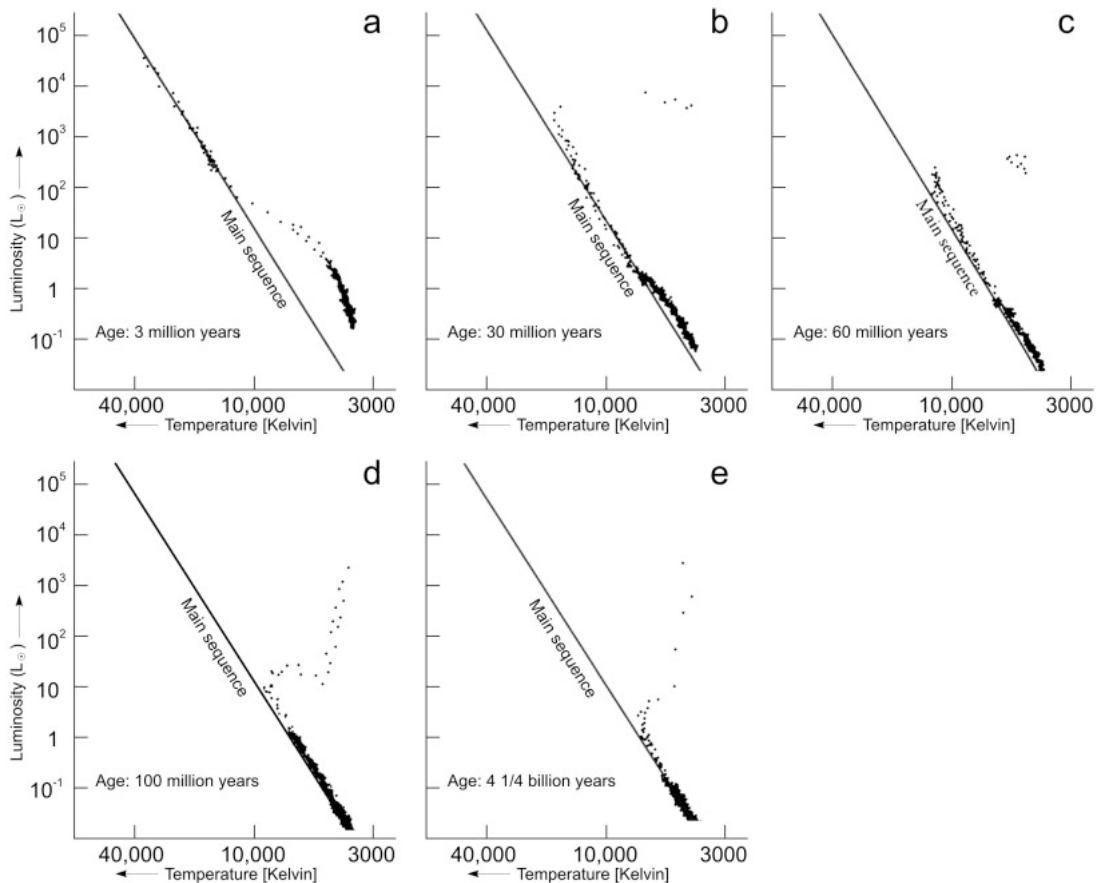 a
10⁵
10⁴
10³
10²
10
1
10⁻¹
Luminosity (L☉)
Main sequence
Age: 3 million years
40,000 10,000 3000
Temperature [Kelvin]
b
Main sequence
Age: 30 million years
40,000 10,000 3000
Temperature [Kelvin]
c
Main sequence
Age: 60 million years
40,000 10,000 3000
Temperature [Kelvin]
d
10⁵
10⁴
10³
10²
10
1
10⁻¹
Luminosity (L☉)
Main sequence
Age: 100 million years
40,000 10,000 3000
Temperature [Kelvin]
e
Main sequence
Age: 4 1/4 billion years
40,000 10,000 3000
Temperature [Kelvin]